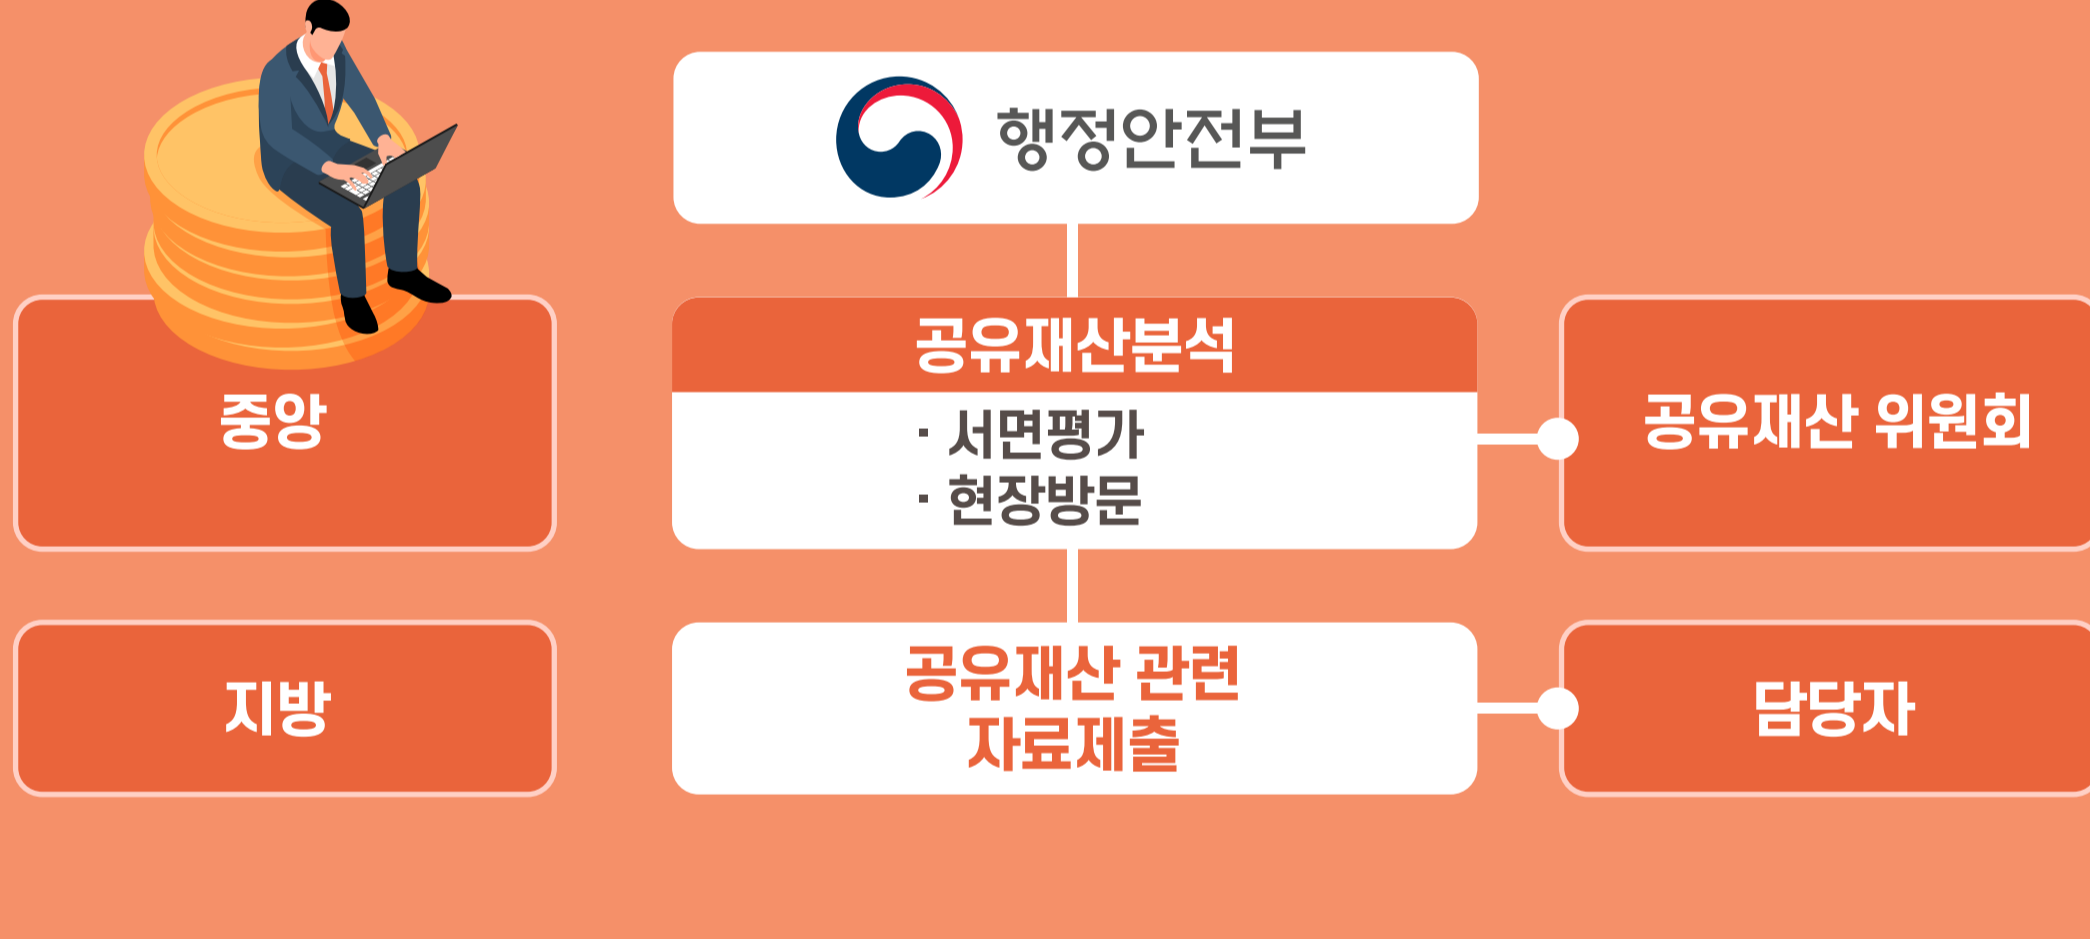 행정안전부
중앙
공유재산분석
· 서면평가
· 현장방문
공유재산 위원회
지방
공유재산 관련
자료제출
담당자